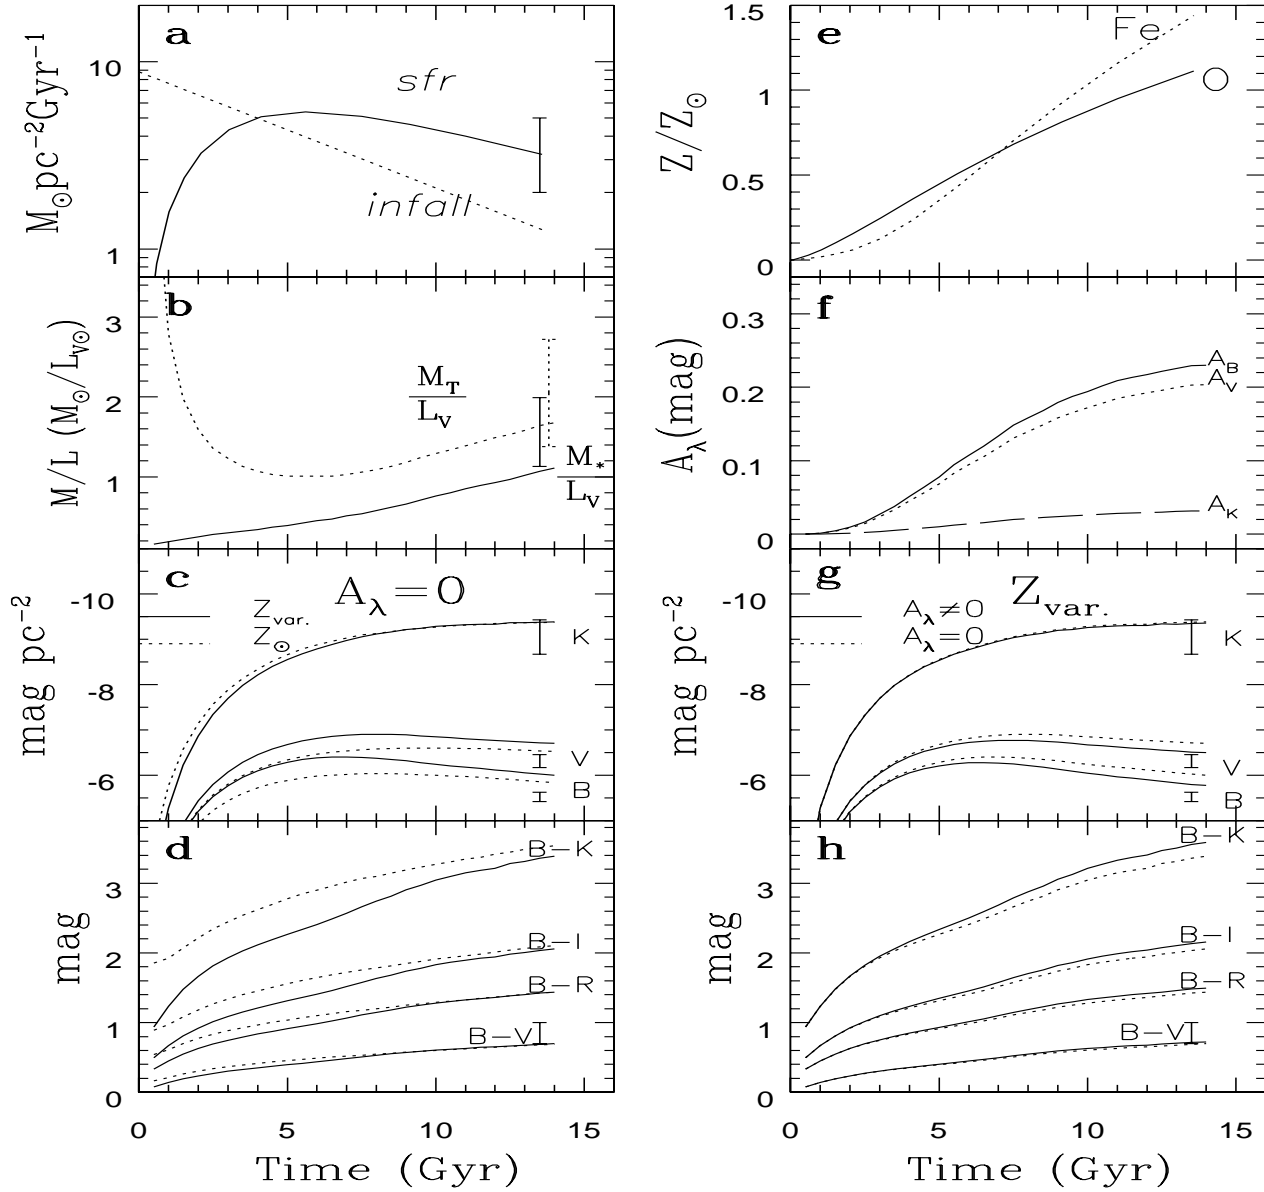 a
sfr
infall
10
1
M⊙pc⁻²Gyr⁻¹
b
M_T
L_V
M_*
L_V
3
2
1
M/L (M⊙/L_V⊙)
c
A_λ=0
Z_var.
Z⊙
K
V
B
-10
-8
-6
mag pc⁻²
d
B−K
B−I
B−R
B−V
3
2
1
0
mag
0 5 10 15
Time (Gyr)
e
Fe
O
1.5
1
0.5
0
Z/Z⊙
f
A_B
A_V
A_K
0.3
0.2
0.1
0
A_λ(mag)
g
Z_var.
A_λ≠0
A_λ=0
K
V
B
-10
-8
-6
mag pc⁻²
h
B−K
B−I
B−R
B−V
3
2
1
0
mag
0 5 10 15
Time (Gyr)